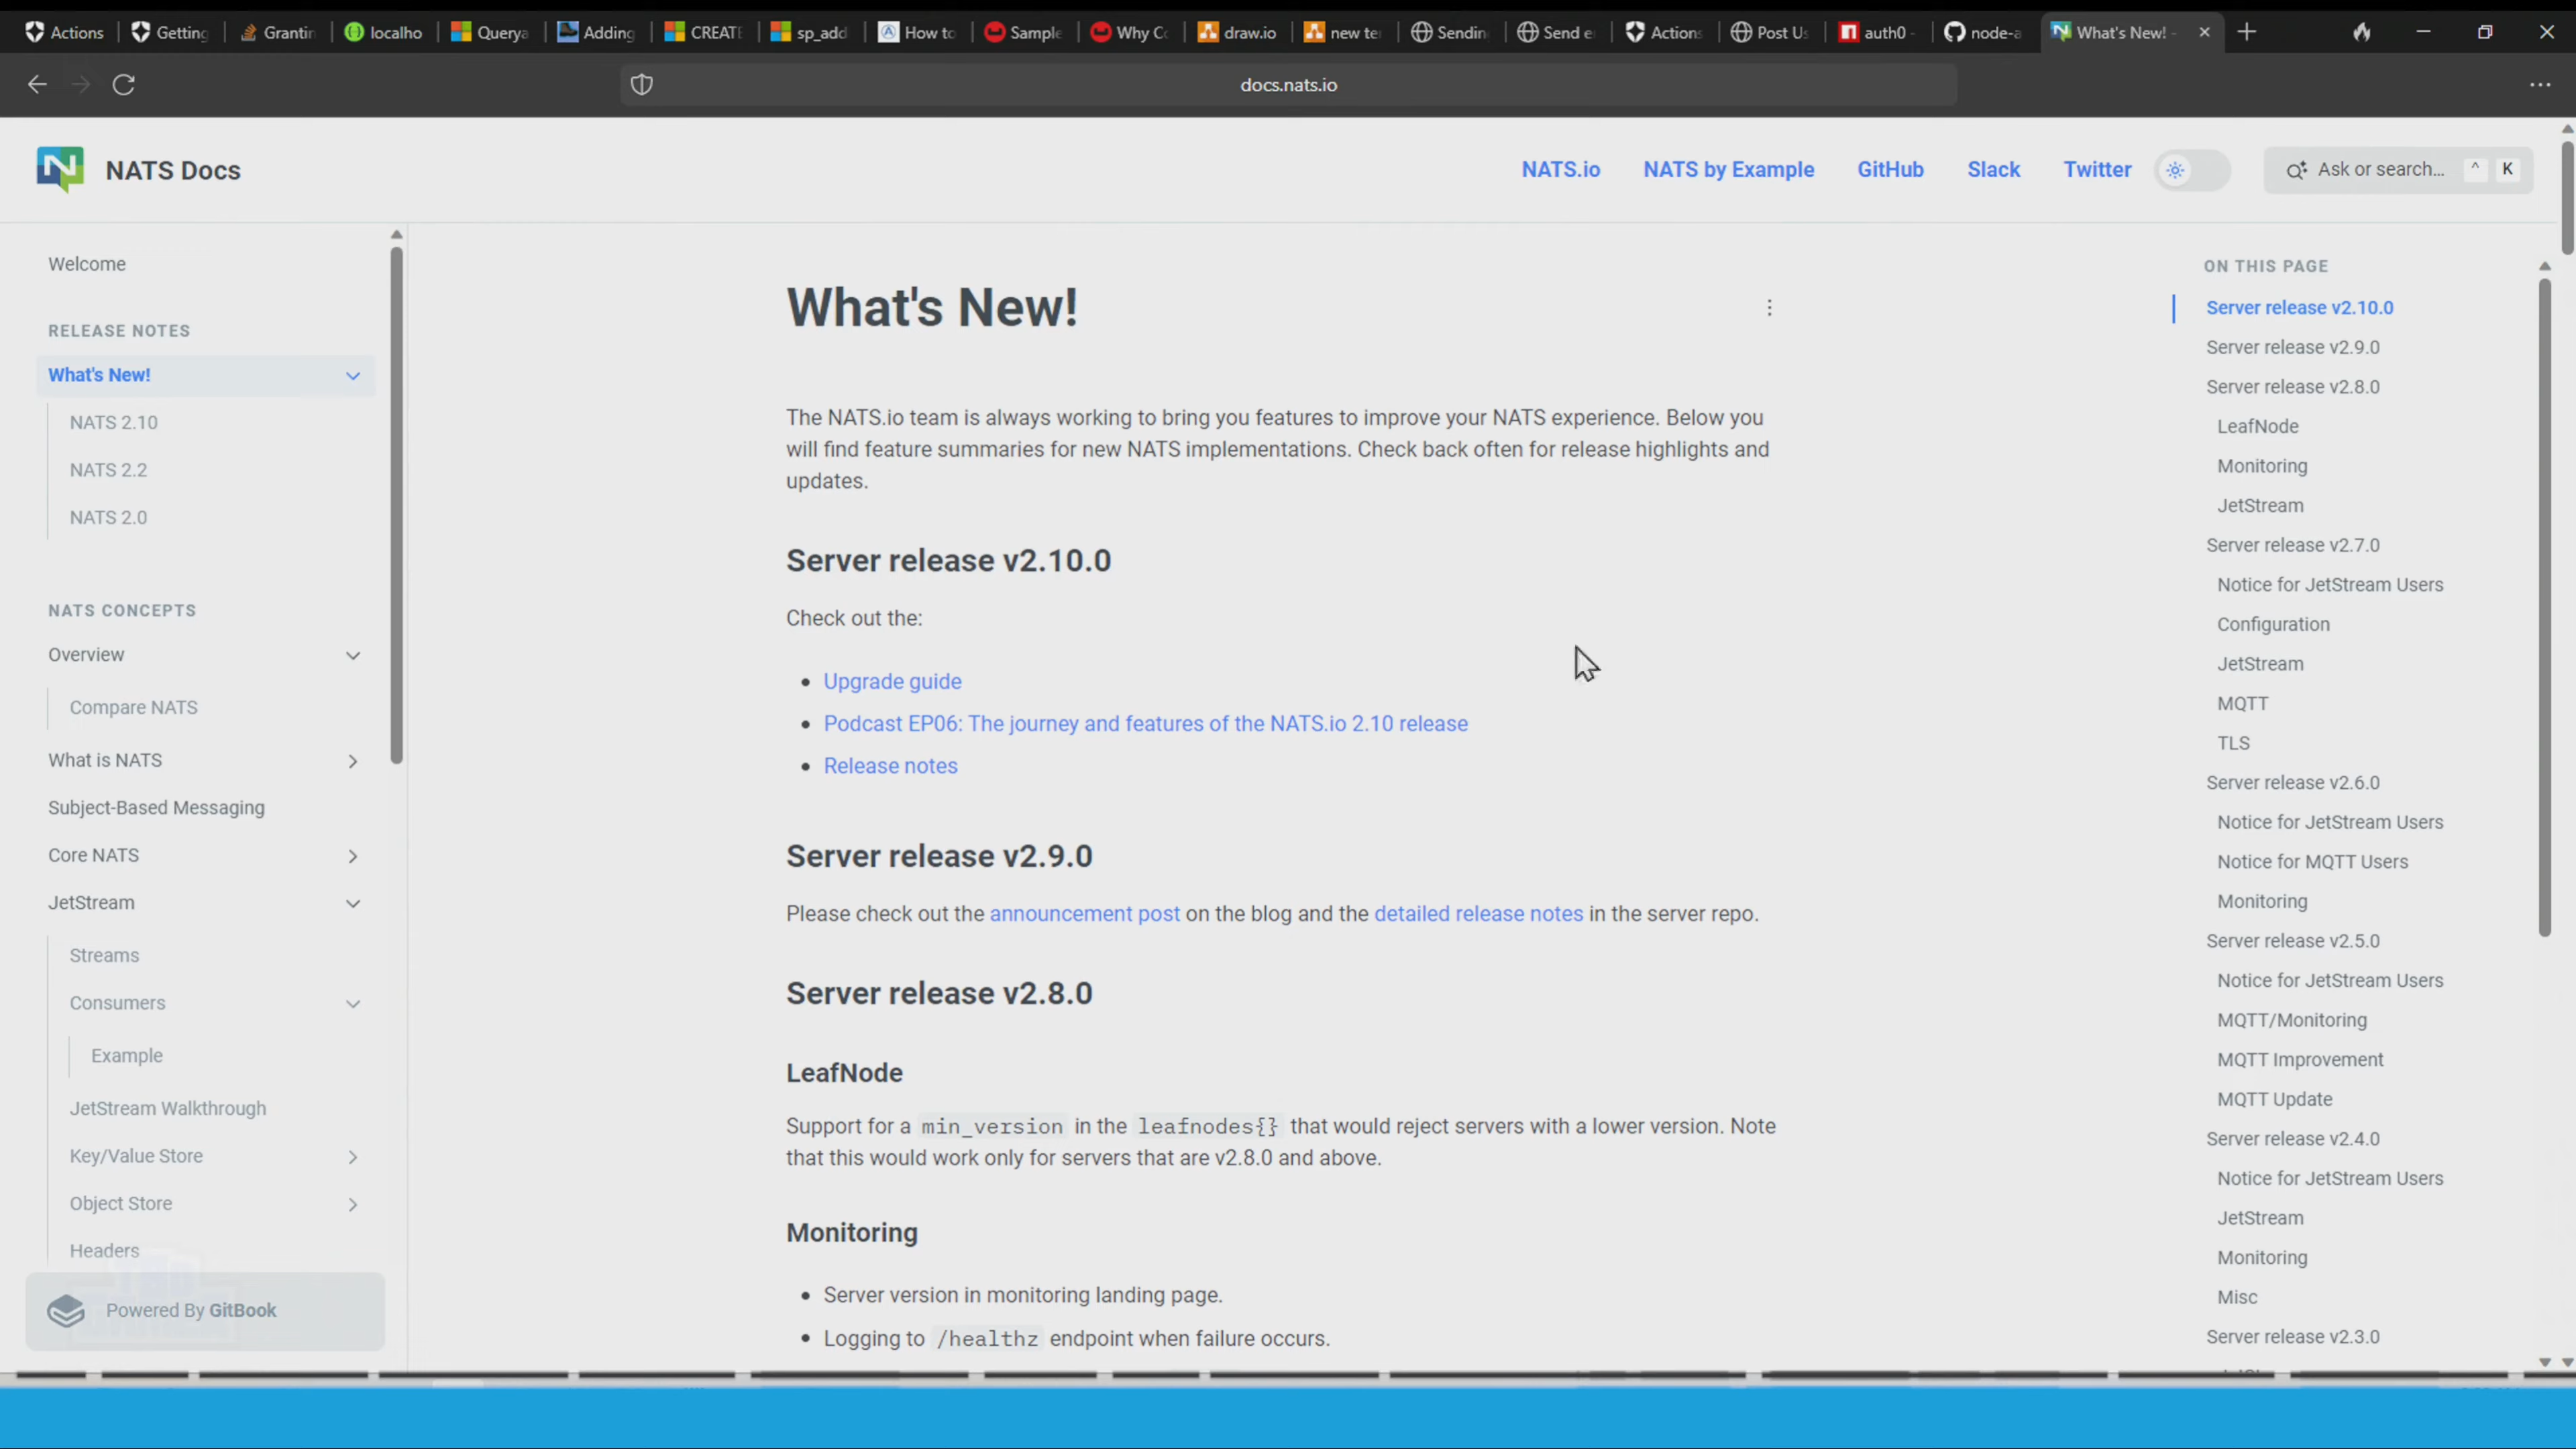 Actions
Getting
Grantin
localho
Querya
Adding
CREATE
sp_add
How to
Sample
Why Co
draw.io
new te
Sendin
Send e
Actions
Post Us
auth0 -
node-a
What's New! -
docs.nats.io
NATS Docs
NATS.io
NATS by Example
GitHub
Slack
Twitter
Ask or search...
^
K
Welcome
RELEASE NOTES
What's New!
NATS 2.10
NATS 2.2
NATS 2.0
NATS CONCEPTS
Overview
Compare NATS
What is NATS
Subject-Based Messaging
Core NATS
JetStream
Streams
Consumers
Example
JetStream Walkthrough
Key/Value Store
Object Store
Headers
Powered By GitBook
What's New!
The NATS.io team is always working to bring you features to improve your NATS experience. Below you
will find feature summaries for new NATS implementations. Check back often for release highlights and
updates.
Server release v2.10.0
Check out the:
• Upgrade guide
• Podcast EP06: The journey and features of the NATS.io 2.10 release
• Release notes
Server release v2.9.0
Please check out the announcement post on the blog and the detailed release notes in the server repo.
Server release v2.8.0
LeafNode
Support for a min_version in the leafnodes{} that would reject servers with a lower version. Note
that this would work only for servers that are v2.8.0 and above.
Monitoring
• Server version in monitoring landing page.
• Logging to /healthz endpoint when failure occurs.
ON THIS PAGE
Server release v2.10.0
Server release v2.9.0
Server release v2.8.0
LeafNode
Monitoring
JetStream
Server release v2.7.0
Notice for JetStream Users
Configuration
JetStream
MQTT
TLS
Server release v2.6.0
Notice for JetStream Users
Notice for MQTT Users
Monitoring
Server release v2.5.0
Notice for JetStream Users
MQTT/Monitoring
MQTT Improvement
MQTT Update
Server release v2.4.0
Notice for JetStream Users
JetStream
Monitoring
Misc
Server release v2.3.0